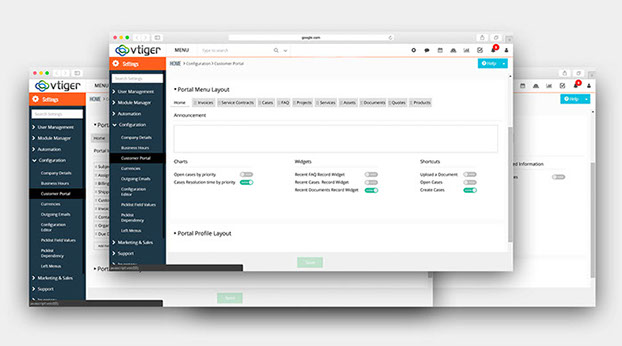 google.com
vtiger
MENU
Type to search
Settings
HOME > Configuration > Customer Portal
Help
Search Settings
User Management
Module Manager
Automation
Configuration
Company Details
Business Hours
Customer Portal
Currencies
Outgoing Emails
Configuration
Editor
Picklist Field Values
Picklist
Dependency
Left Menus
Marketing & Sales
Support
Portal Menu Layout
Home
Invoices
Service Contracts
Cases
FAQ
Projects
Services
Assets
Documents
Quotes
Products
Announcement
Charts
Open cases by priority
Cases Resolution time by priority
Widgets
Recent FAQ Record Widget
Recent Cases Record Widget
Recent Documents Record Widget
Shortcuts
Upload a Document
Open Cases
Create Cases
Portal Profile Layout
Save
vtiger
MENU
Settings
HOME
Search Settings
User Management
Module Manager
Automation
Configuration
Company Details
Business Hours
Customer Portal
Currencies
Outgoing Emails
Configuration
Editor
Picklist Field Values
Picklist
Dependency
Left Menus
Marketing & Sales
Support
Home
Save
Help
Information